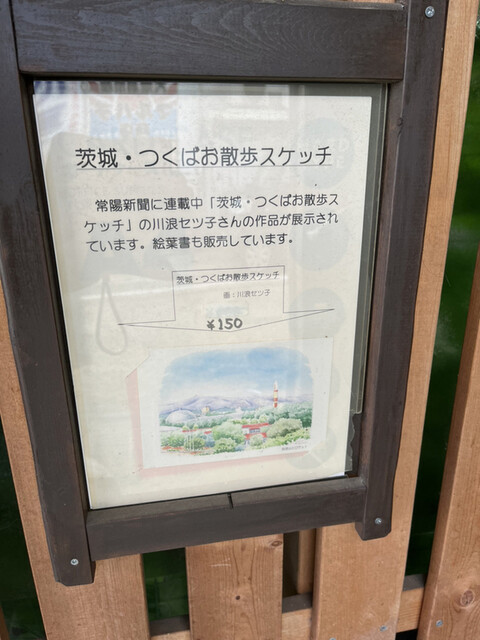 茨城・つくばお散歩スケッチ
常陽新聞に連載中「茨城・つくばお散歩ス
ケッチ」の川浪セツ子さんの作品が展示され
ています。絵葉書も販売しています。
茨城・つくばお散歩スケッチ
画：川浪セツ子
¥150